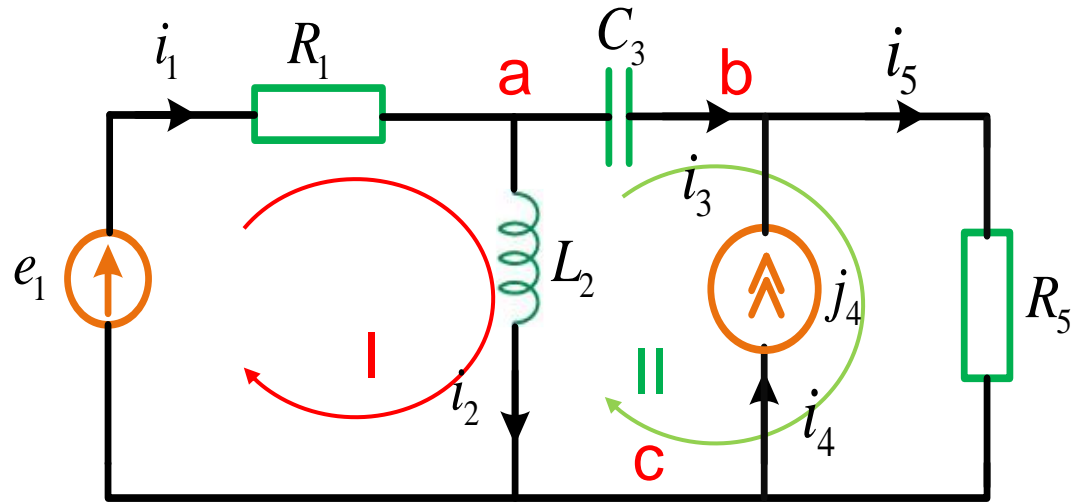 i₁
R₁
a
C₃
b
i₅
i₃
e₁
L₂
j₄
R₅
I
II
i₂
i₄
c